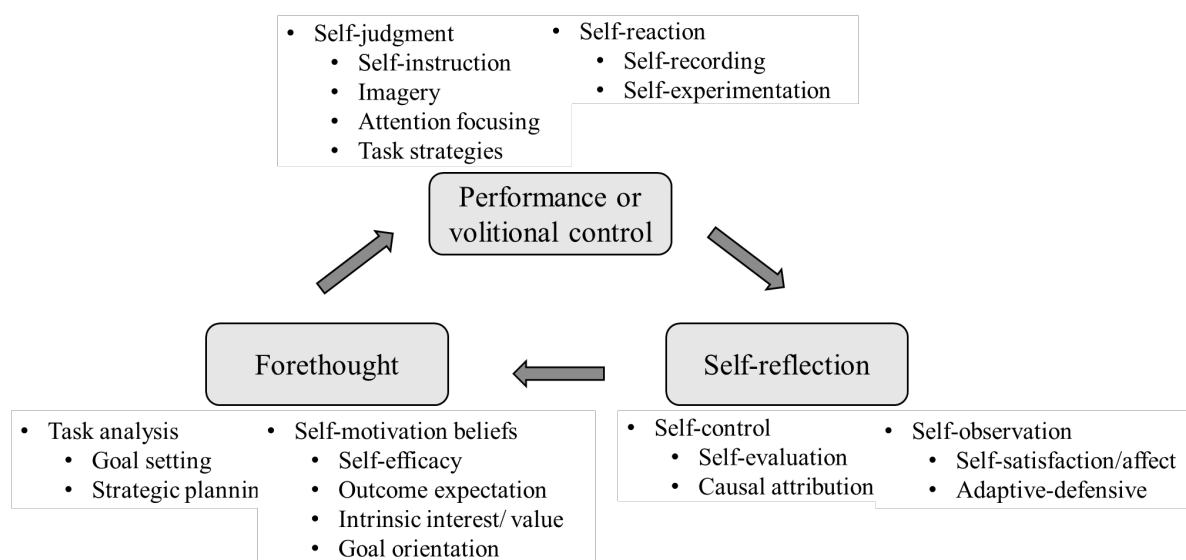 • Self-judgment
• Self-instruction
• Imagery
• Attention focusing
• Task strategies
• Self-reaction
• Self-recording
• Self-experimentation
Performance or
volitional control
Forethought
Self-reflection
• Task analysis
• Goal setting
• Strategic plannin
• Self-motivation beliefs
• Self-efficacy
• Outcome expectation
• Intrinsic interest/ value
• Goal orientation
• Self-control
• Self-evaluation
• Causal attribution
• Self-observation
• Self-satisfaction/affect
• Adaptive-defensive